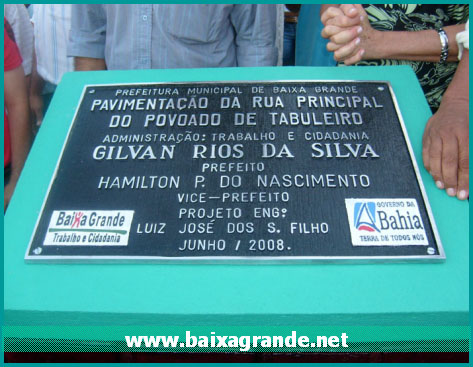 PREFEITURA MUNICIPAL DE BAIXA GRANDE
PAVIMENTAÇÃO DA RUA PRINCIPAL
DO POVOADO DE TABULEIRO
ADMINISTRAÇÃO: TRABALHO E CIDADANIA
GILVAN RIOS DA SILVA
PREFEITO
HAMILTON P. DO NASCIMENTO
VICE-PREFEITO
PROJETO ENGº
LUIZ JOSÉ DOS S. FILHO
JUNHO / 2008.
Baixa Grande
Trabalho e Cidadania
GOVERNO DA
Bahia
TERRA DE TODOS NÓS
www.baixagrande.net